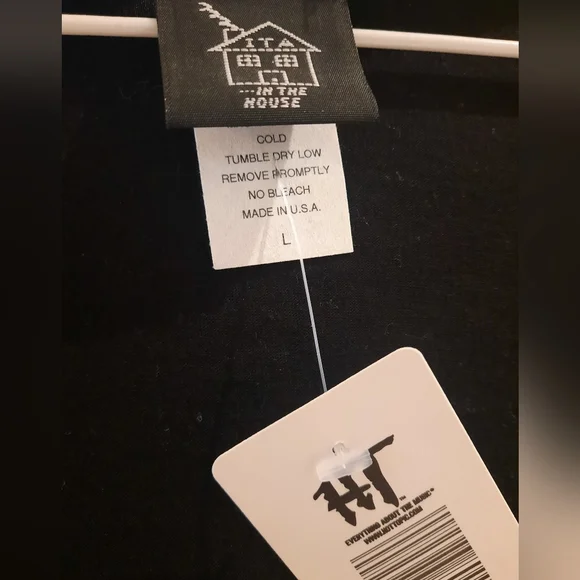 ITA
...IN THE
HOUSE
COLD
TUMBLE DRY LOW
REMOVE PROMPTLY
NO BLEACH
MADE IN U.S.A.
L
HT™
EVERYTHING ABOUT THE MUSIC®
WWW.HOTTOPIC.COM